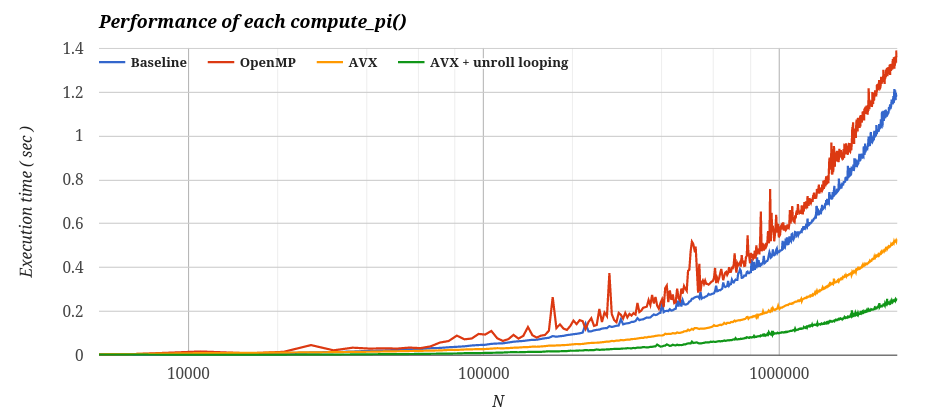 Performance of each compute_pi()
Baseline OpenMP AVX AVX + unroll looping
Execution time ( sec )
1.4
1.2
1
0.8
0.6
0.4
0.2
0
10000 100000 1000000
N